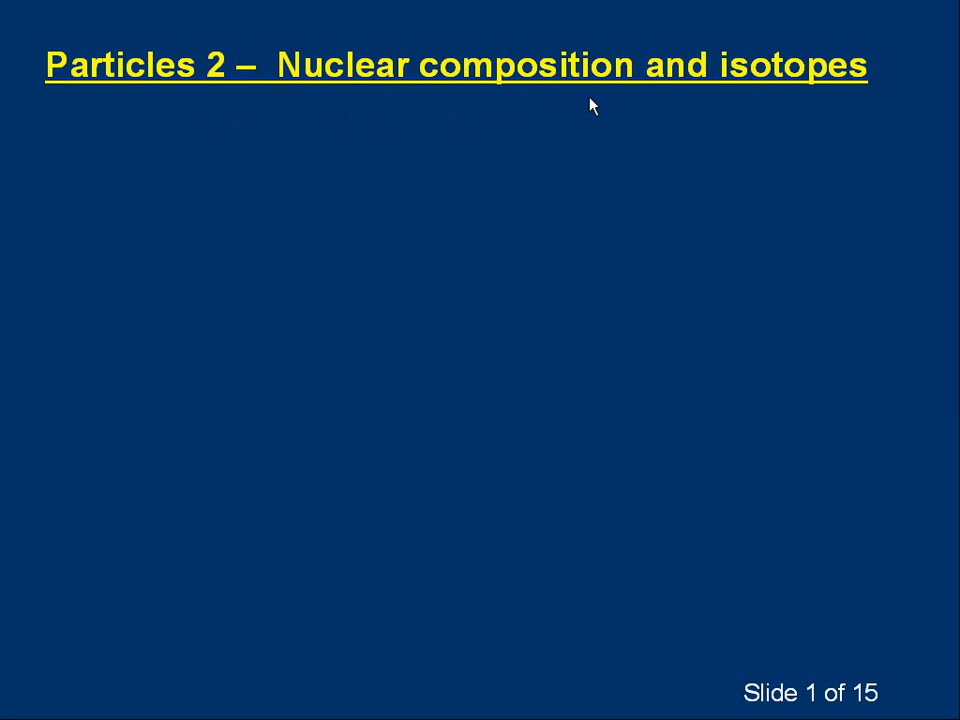 Particles 2 – Nuclear composition and isotopes
Slide 1 of 15